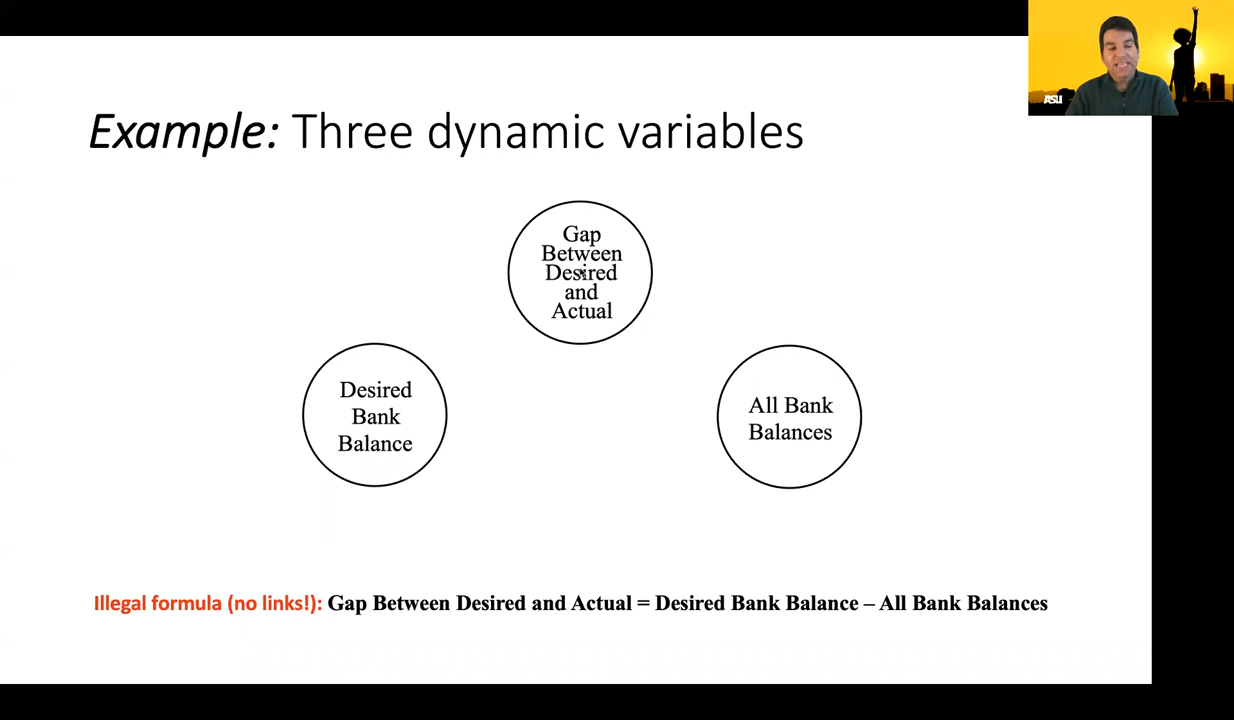 ASU
Example: Three dynamic variables
Gap
Between
Desired
and
Actual
Desired
Bank
Balance
All Bank
Balances
Illegal formula (no links!): Gap Between Desired and Actual = Desired Bank Balance – All Bank Balances